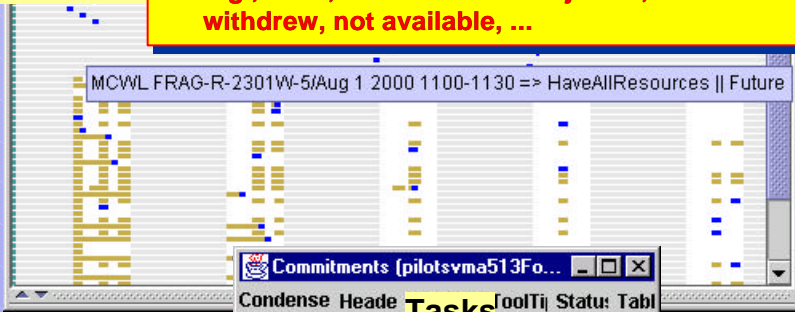 withdrew, not available, ...
MCWL FRAG-R-2301W-5/Aug 1 2000 1100-1130 => HaveAllResources || Future
Commitments (pilotsvma513Fo...
Condense Heade Tasks ToolTi Status Tabl